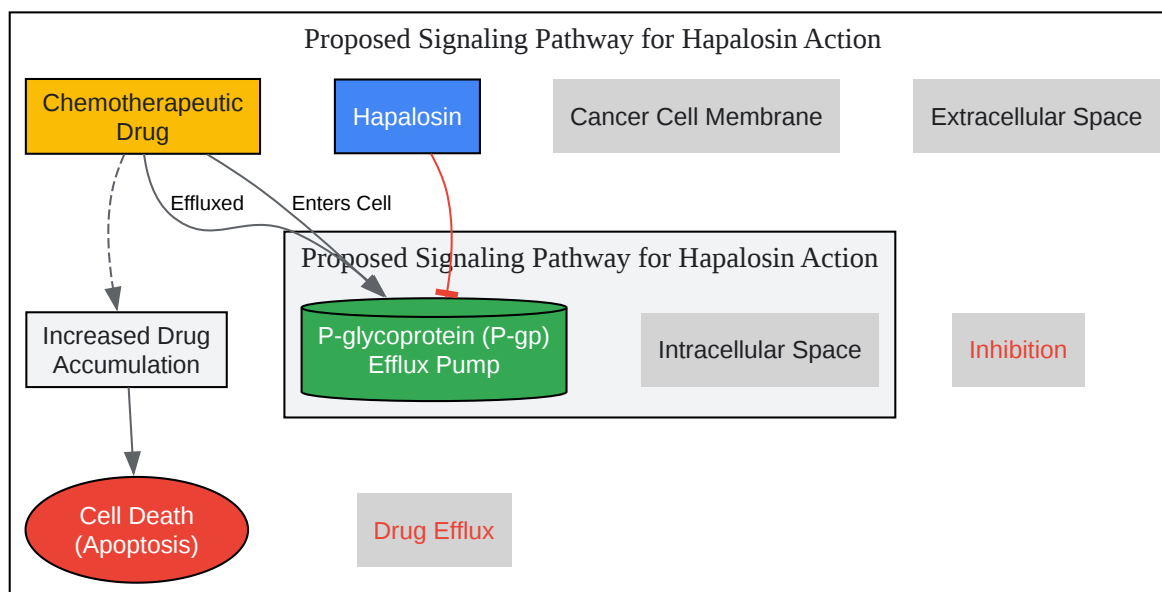 Proposed Signaling Pathway for Hapalosin Action
Chemotherapeutic
Drug
Hapalosin
Cancer Cell Membrane
Extracellular Space
Effluxed
Enters Cell
Proposed Signaling Pathway for Hapalosin Action
Increased Drug
Accumulation
P-glycoprotein (P-gp)
Efflux Pump
Intracellular Space
Inhibition
Cell Death
(Apoptosis)
Drug Efflux